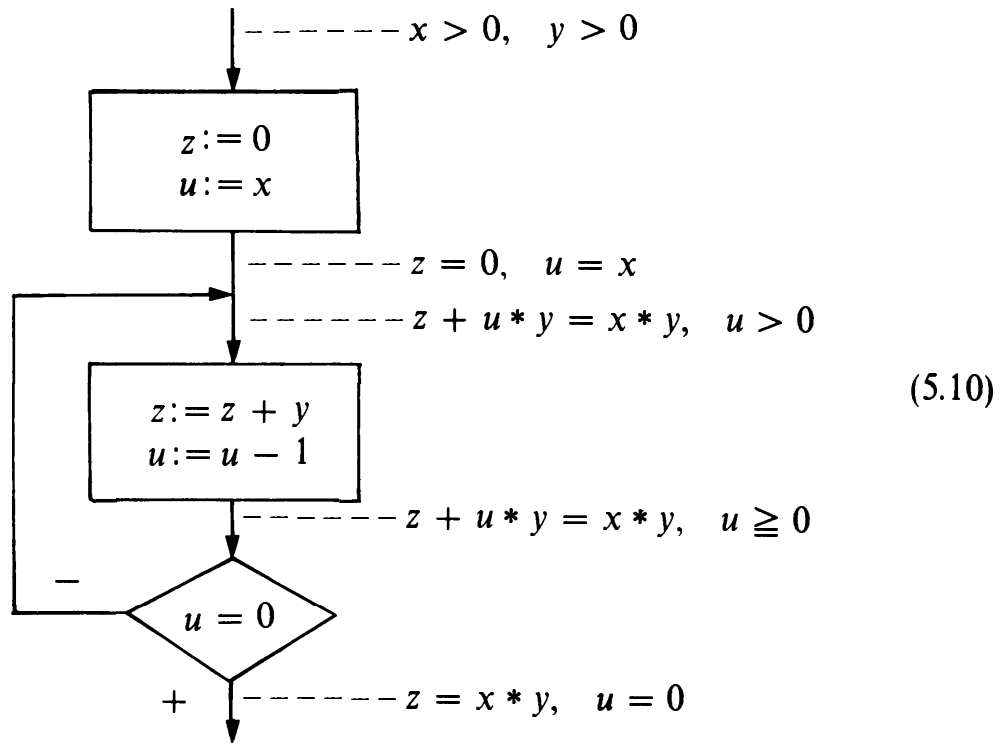 x > 0, y > 0
z := 0
u := x
z = 0, u = x
z + u * y = x * y, u > 0
(5.10)
z := z + y
u := u − 1
z + u * y = x * y, u ≧ 0
−
u = 0
+
z = x * y, u = 0